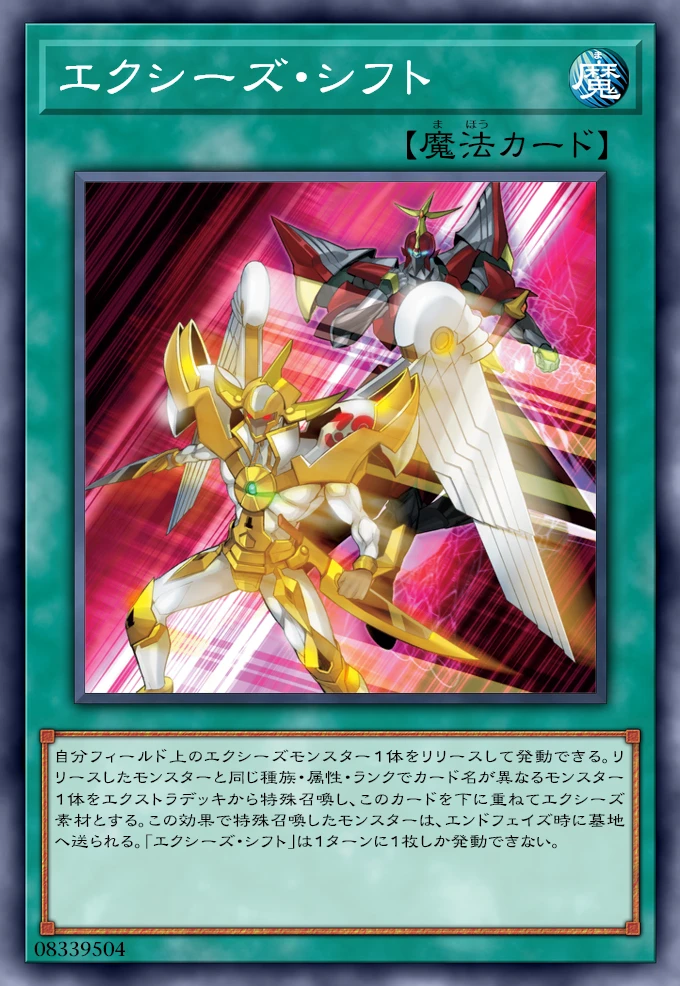 エクシーズ・シフト
魔
ま
ま ほう
【魔法カード】
自分フィールド上のエクシーズモンスター1体をリリースして発動できる。リ
リースしたモンスターと同じ種族・属性・ランクでカード名が異なるモンスター
1体をエクストラデッキから特殊召喚し、このカードを下に重ねてエクシーズ
素材とする。この効果で特殊召喚したモンスターは、エンドフェイズ時に墓地
へ送られる。「エクシーズ・シフト」は1ターンに1枚しか発動できない。
08339504